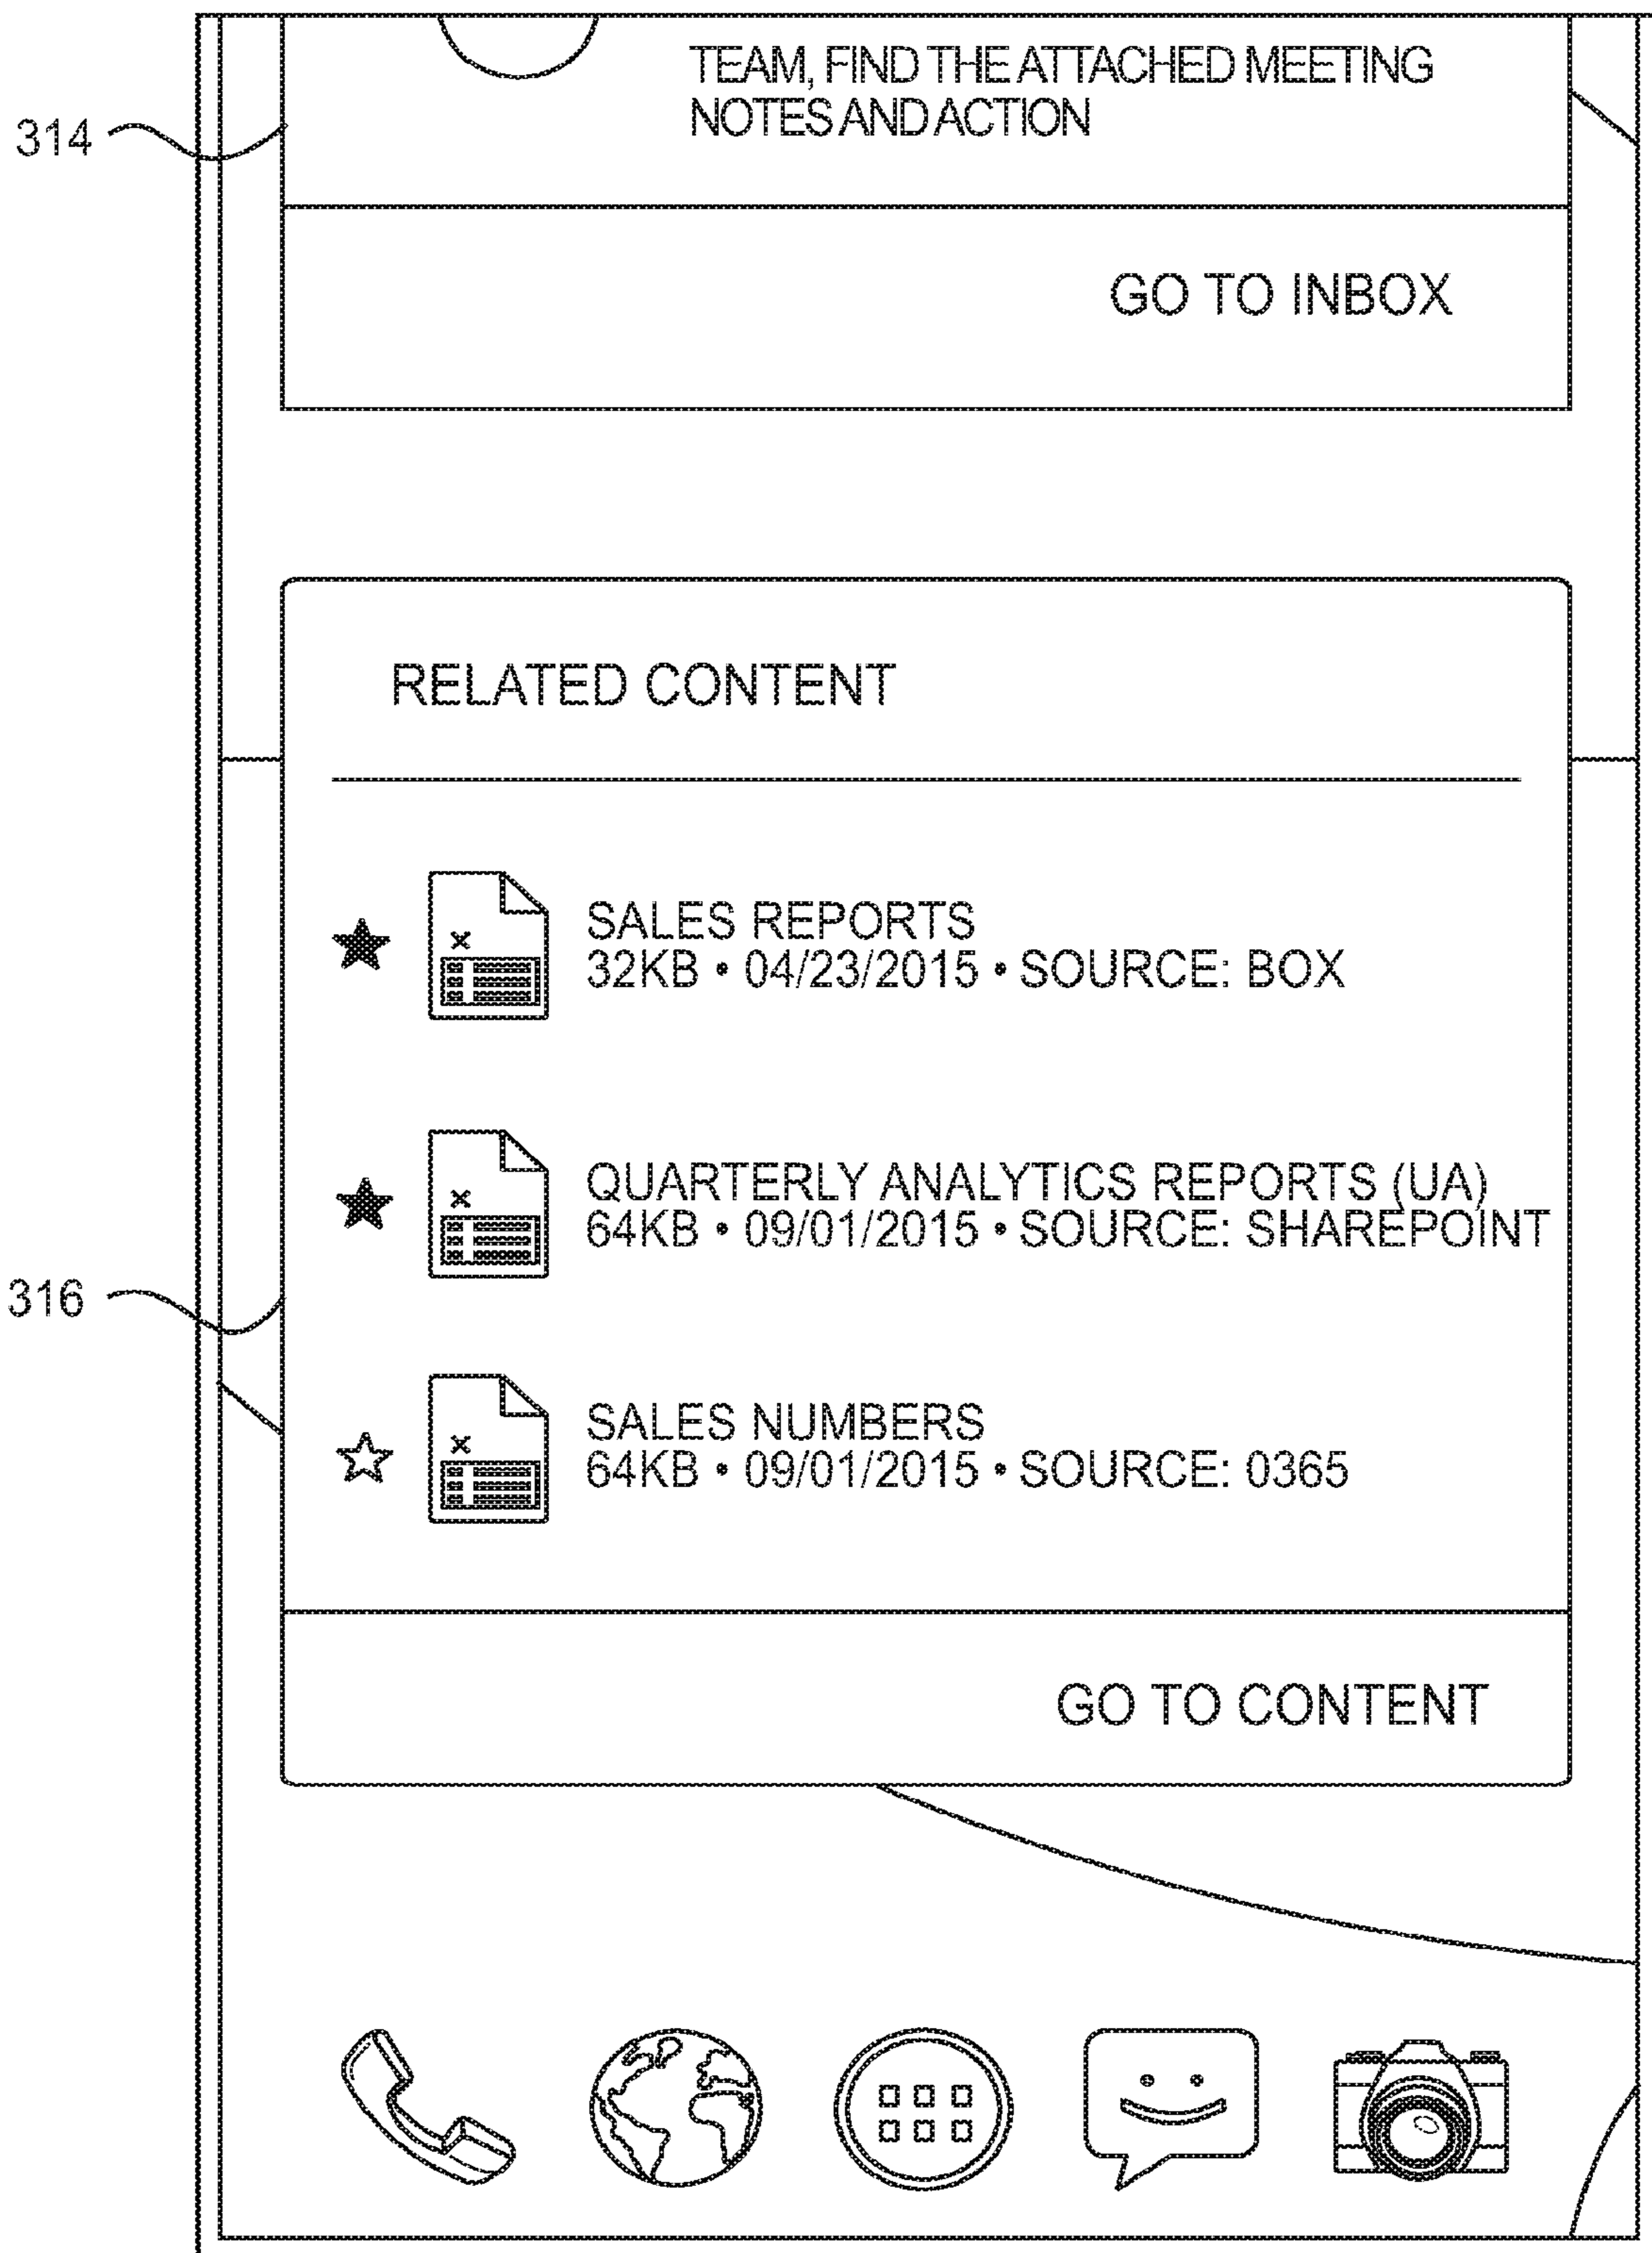 TEAM, FIND THE ATTACHED MEETING
NOTES AND ACTION
314
GO TO INBOX
RELATED CONTENT
SALES REPORTS
32KB • 04/23/2015 • SOURCE: BOX
QUARTERLY ANALYTICS REPORTS (UA)
64KB • 09/01/2015 • SOURCE: SHAREPOINT
316
SALES NUMBERS
64KB • 09/01/2015 • SOURCE: 0365
GO TO CONTENT